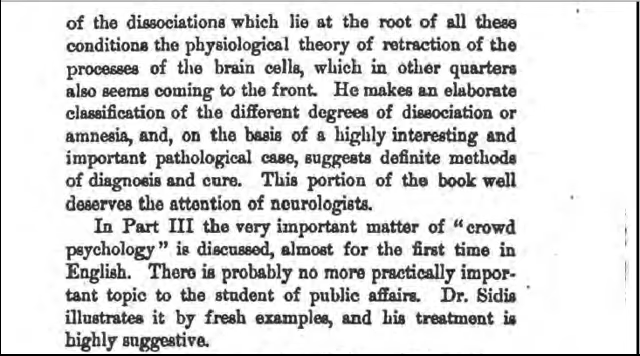 of the dissociations which lie at the root of all these
conditions the physiological theory of retraction of the
processes of the brain cells, which in other quarters
also seems coming to the front. He makes an elaborate
classification of the different degrees of dissociation or
amnesia, and, on the basis of a highly interesting and
important pathological case, suggests definite methods
of diagnosis and cure. This portion of the book well
deserves the attention of neurologists.
In Part III the very important matter of "crowd
psychology" is discussed, almost for the first time in
English. There is probably no more practically impor-
tant topic to the student of public affairs. Dr. Sidis
illustrates it by fresh examples, and his treatment is
highly suggestive.